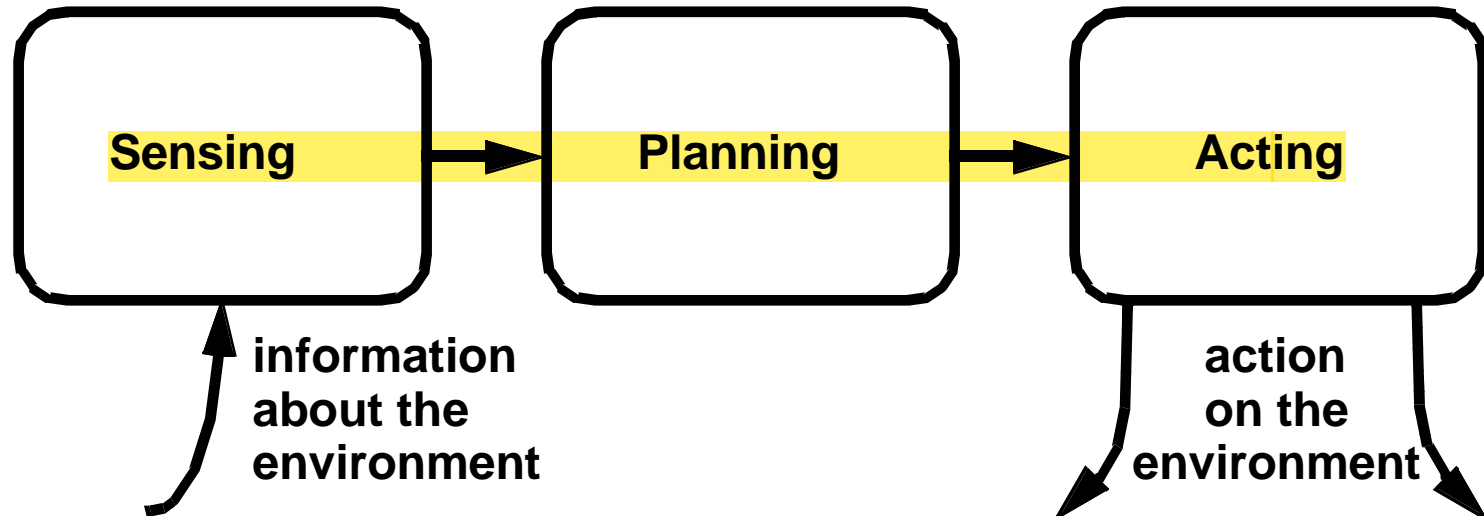 Sensing
Planning
Acting
information
about the
environment
action
on the
environment